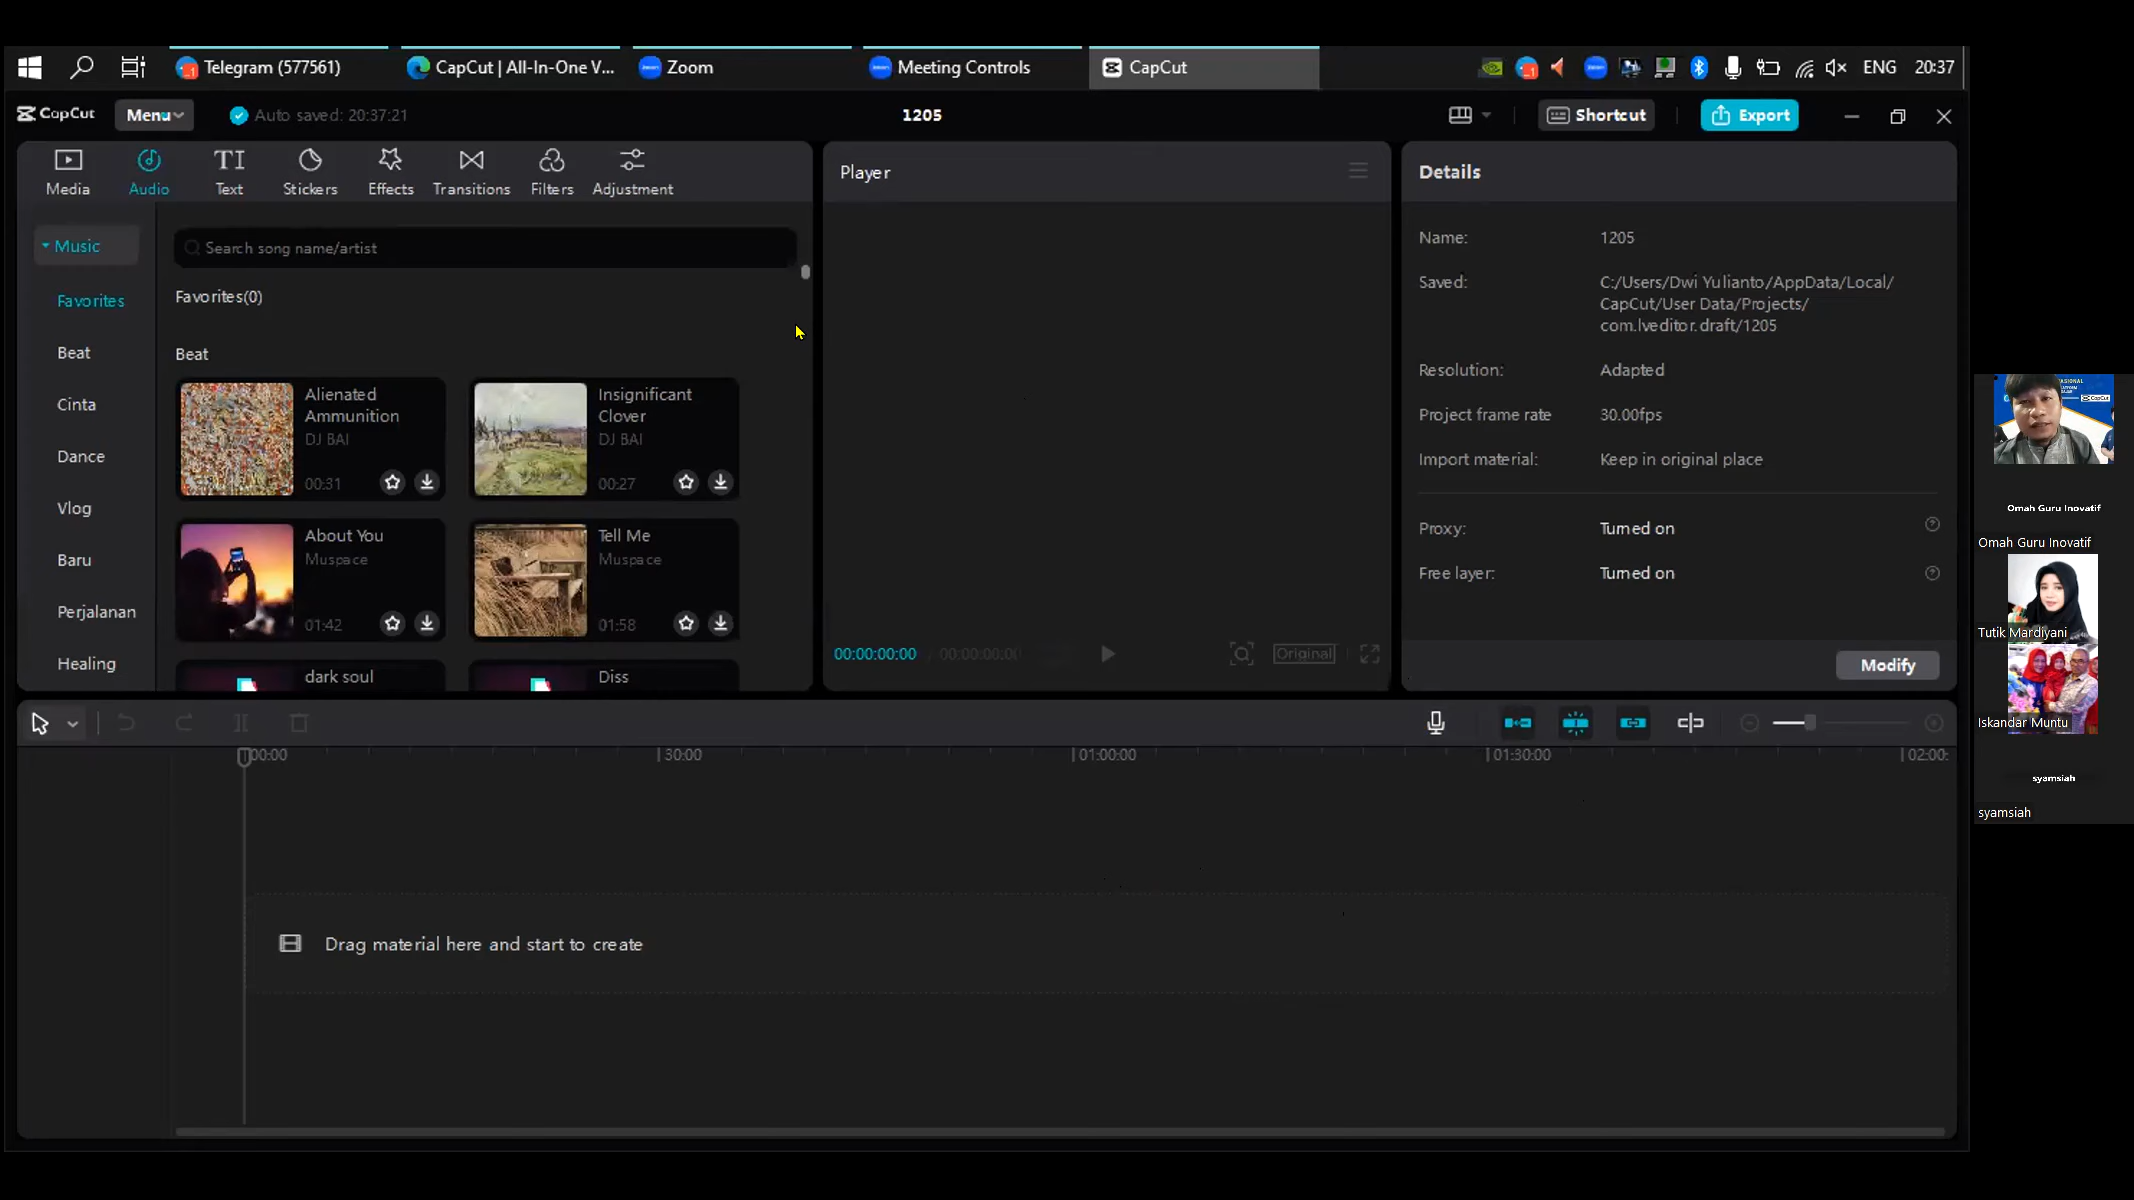 Telegram (577561)
CapCut | All-In-One V...
Zoom
Meeting Controls
CapCut
ENG
20:37
CapCut
Menu
Auto saved: 20:37:21
1205
Shortcut
Export
Media
Audio
TI
Text
Stickers
Effects
Transitions
Filters
Adjustment
Music
Favorites
Beat
Cinta
Dance
Vlog
Baru
Perjalanan
Healing
Search song name/artist
Favorites(0)
Beat
Alienated
Ammunition
DJ BAI
00:31
Insignificant
Clover
DJ BAI
00:27
About You
Muspace
01:42
Tell Me
Muspace
01:58
dark soul
Diss
Player
00:00:00:00
00:00:00:00
Original
Details
Name:
1205
Saved:
C:/Users/Dwi Yulianto/AppData/Local/
CapCut/User Data/Projects/
com.lveditor.draft/1205
Resolution:
Adapted
Project frame rate
30.00fps
Import material:
Keep in original place
Proxy:
Turned on
Free layer:
Turned on
Modify
00:00
30:00
01:00:00
01:30:00
02:00:
Drag material here and start to create
CapCut
Omah Guru Inovatif
Omah Guru Inovatif
Tutik Mardiyani
Iskandar Muntu
syamsiah
syamsiah